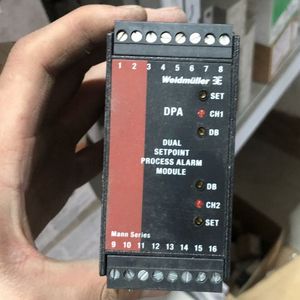 1 2 3 4 5 6 7 8
Weidmüller
SET
DPA
CH1
DB
DUAL
SETPOINT
PROCESS ALARM
MODULE
DB
CH2
SET
Mann Series
9 10 11 12 13 14 15 16